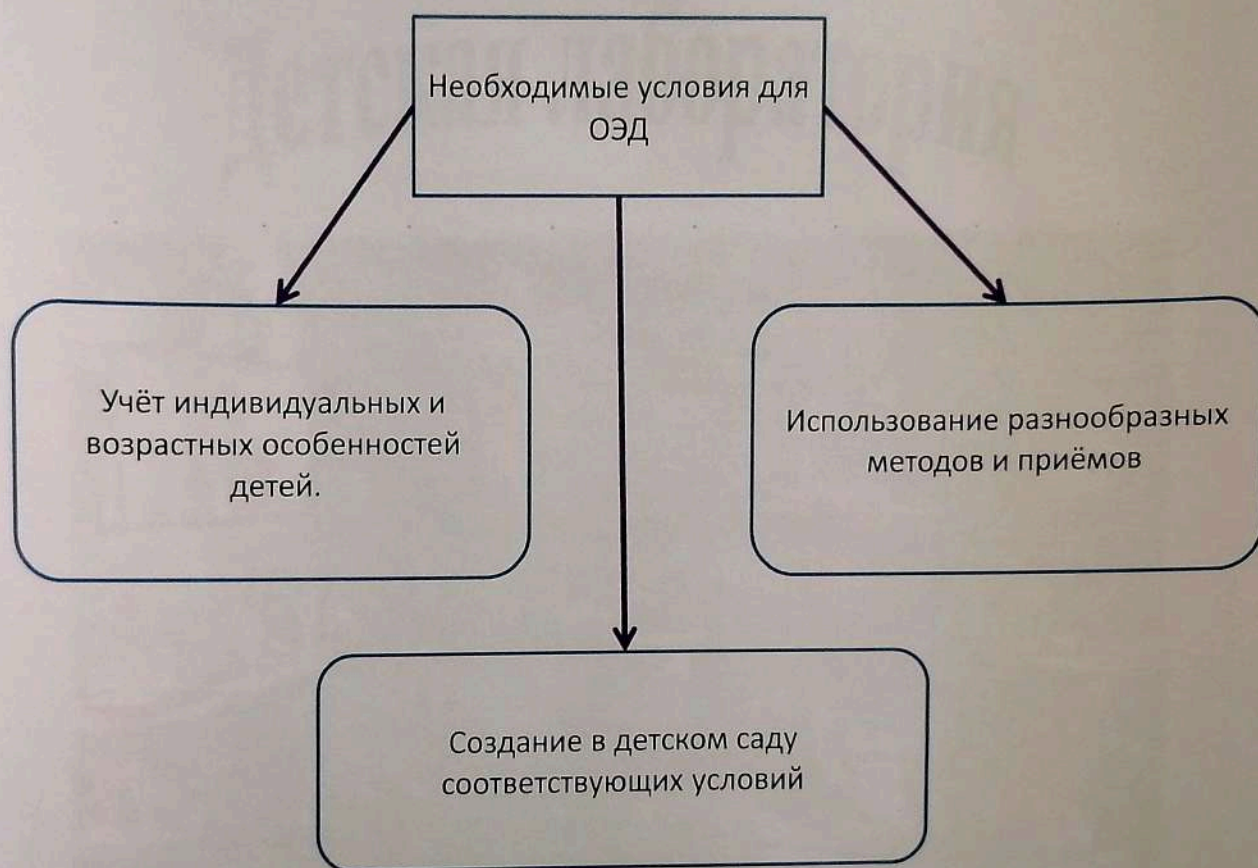 Необходимые условия для
ОЭД
Учёт индивидуальных и
возрастных особенностей
детей.
Использование разнообразных
методов и приёмов
Создание в детском саду
соответствующих условий